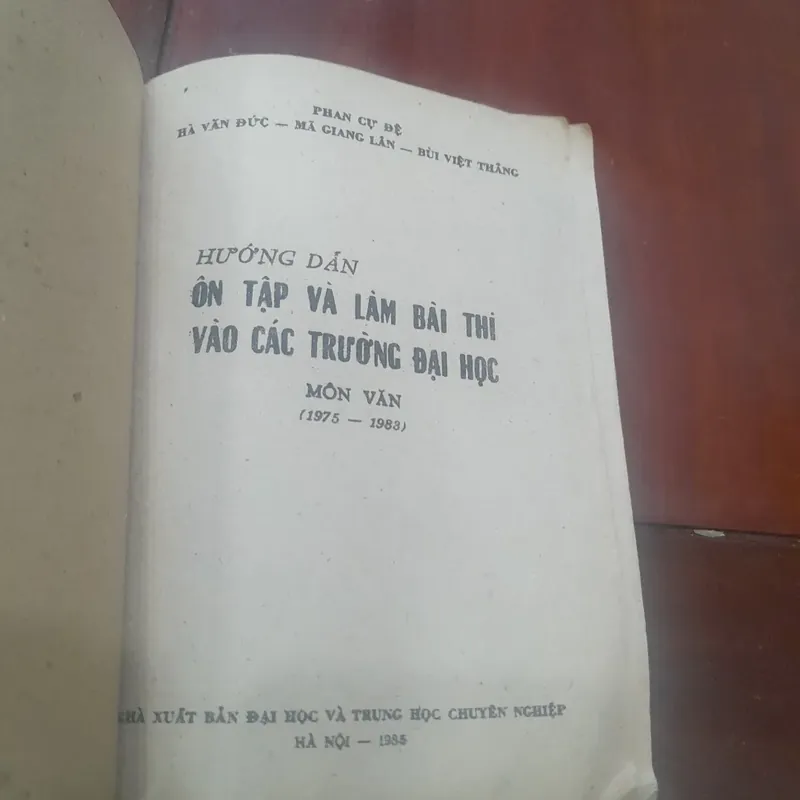 PHAN CỰ ĐỆ
HÀ VĂN ĐỨC — MÃ GIANG LÂN — BÙI VIỆT THẮNG
HƯỚNG DẪN
ÔN TẬP VÀ LÀM BÀI THI
VÀO CÁC TRƯỜNG ĐẠI HỌC
MÔN VĂN
(1975 — 1983)
NHÀ XUẤT BẢN ĐẠI HỌC VÀ TRUNG HỌC CHUYÊN NGHIỆP
HÀ NỘI — 1985